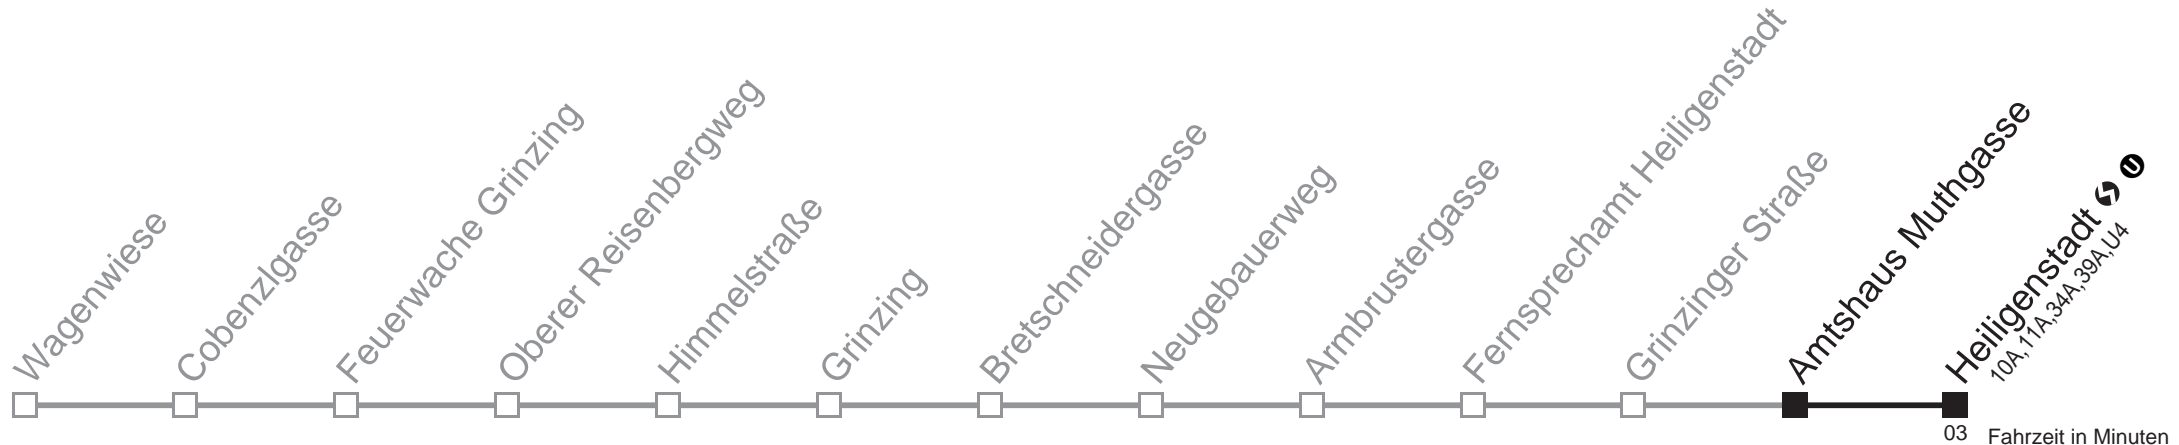 Wagenwiese
Cobenzlgasse
Feuerwache Grinzing
Oberer Reisenbergweg
Himmelstraße
Grinzing
Bretschneidergasse
Neugebauerweg
Armbrustergasse
Fernsprechamt Heiligenstadt
Grinzinger Straße
Amtshaus Muthgasse
Heiligenstadt U
10A,11A,34A,39A,U4
03 Fahrzeit in Minuten